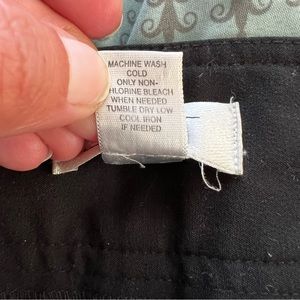 MACHINE WASH
COLD
ONLY NON-
CHLORINE BLEACH
WHEN NEEDED
TUMBLE DRY LOW
COOL IRON
IF NEEDED